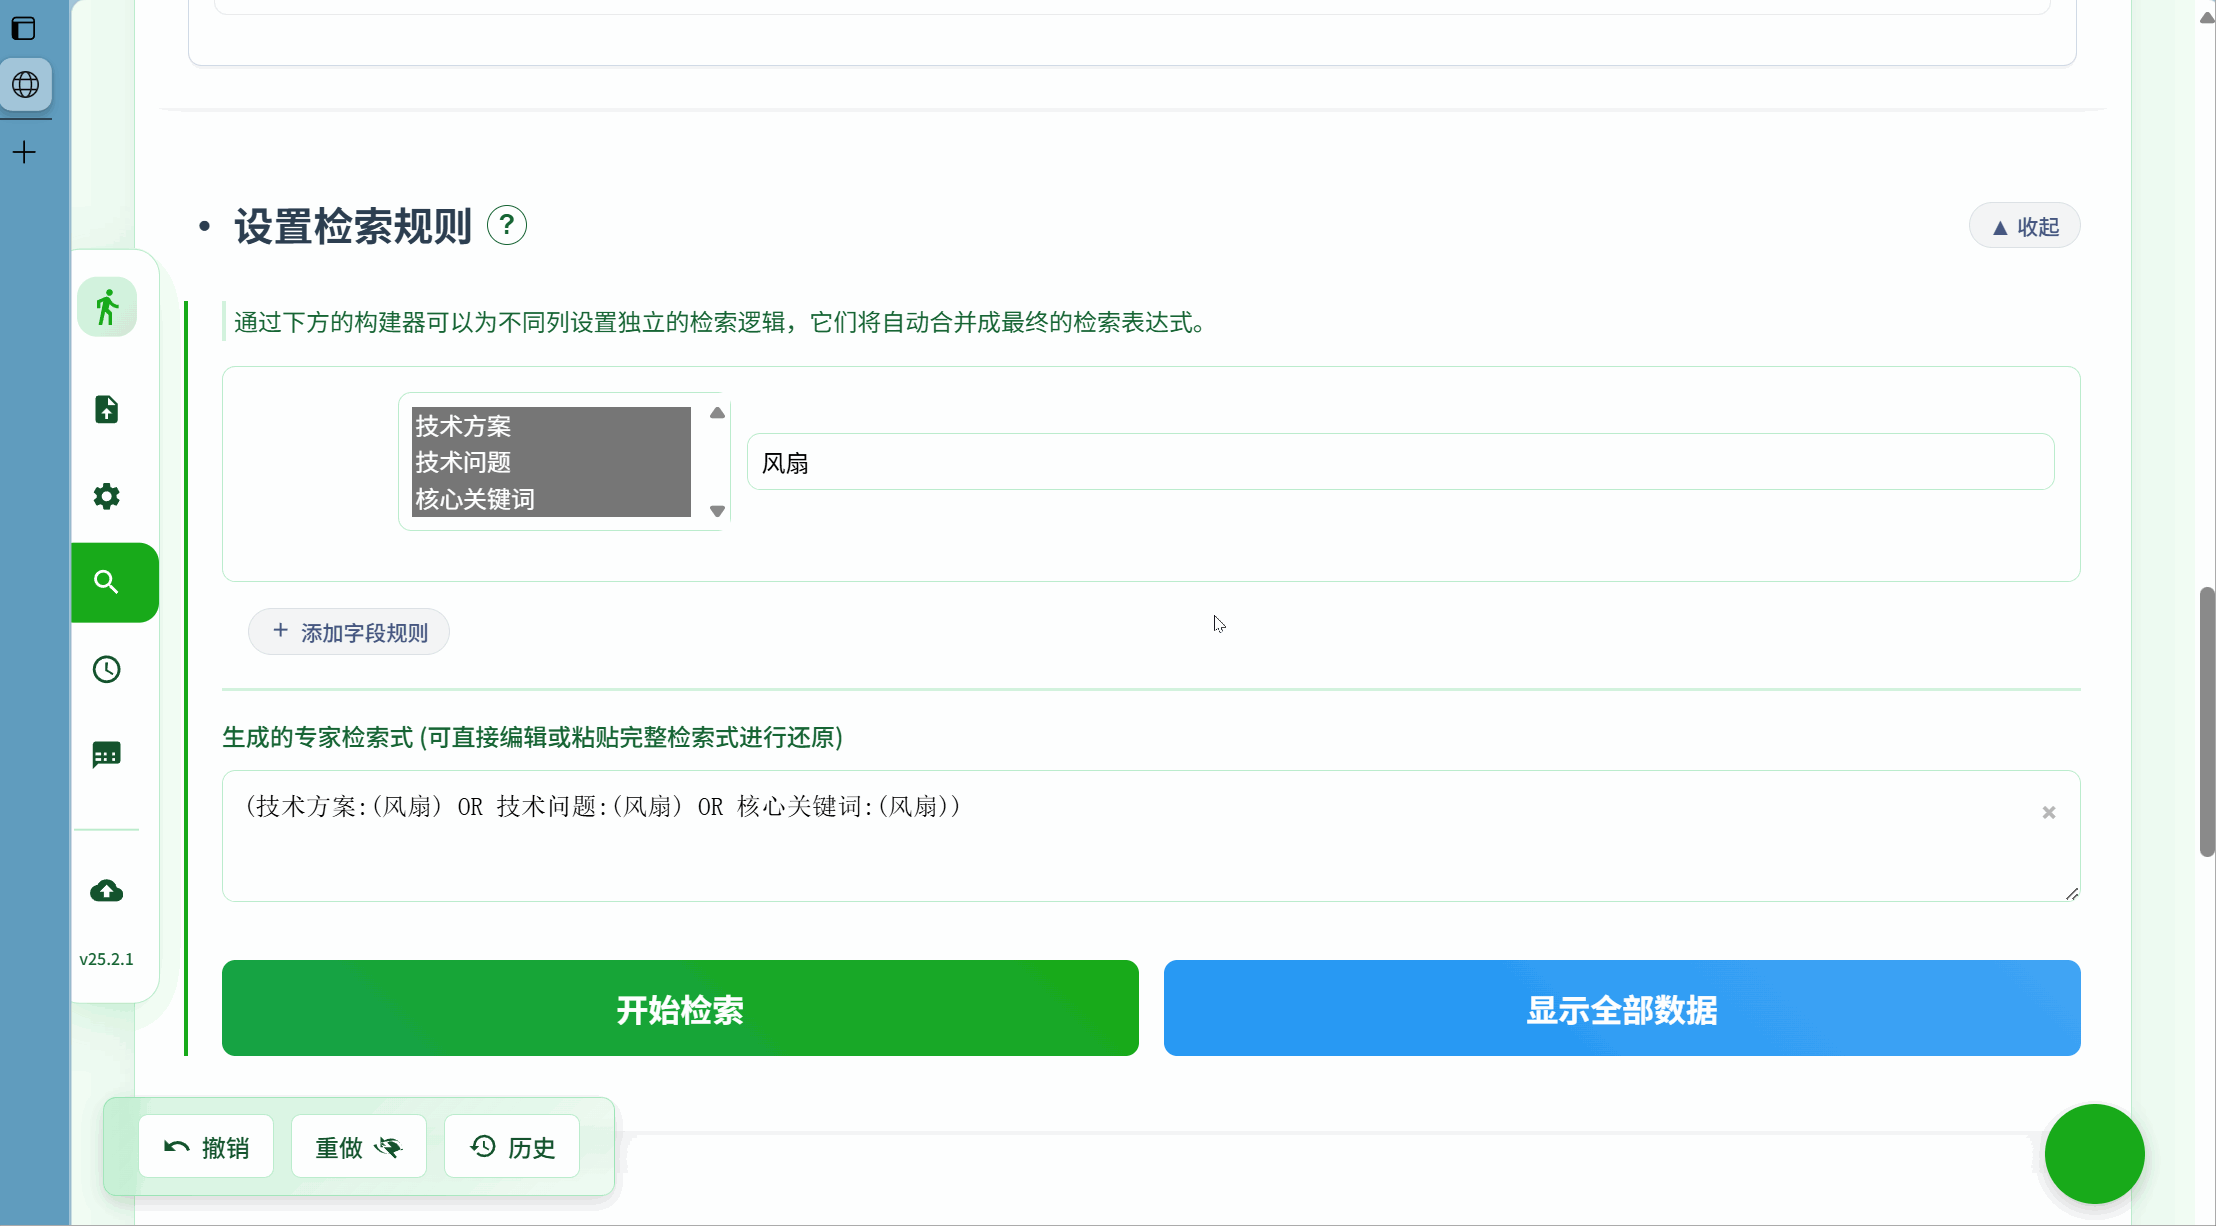 设置检索规则 ?
▲ 收起
通过下方的构建器可以为不同列设置独立的检索逻辑，它们将自动合并成最终的检索表达式。
技术方案
技术问题
核心关键词
风扇
+ 添加字段规则
生成的专家检索式 (可直接编辑或粘贴完整检索式进行还原)
(技术方案:(风扇) OR 技术问题:(风扇) OR 核心关键词:(风扇))
v25.2.1
开始检索
显示全部数据
撤销
重做
历史